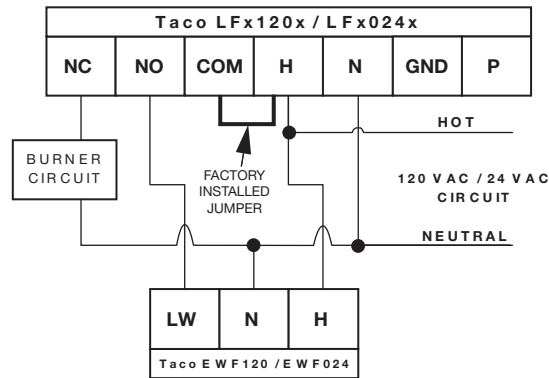 Taco LFx120x / LFx024x
NC NO COM H N GND P
HOT
BURNER
CIRCUIT
FACTORY
INSTALLED
JUMPER
120 VAC / 24 VAC
CIRCUIT
NEUTRAL
LW N H
Taco EWF120 / EWF024